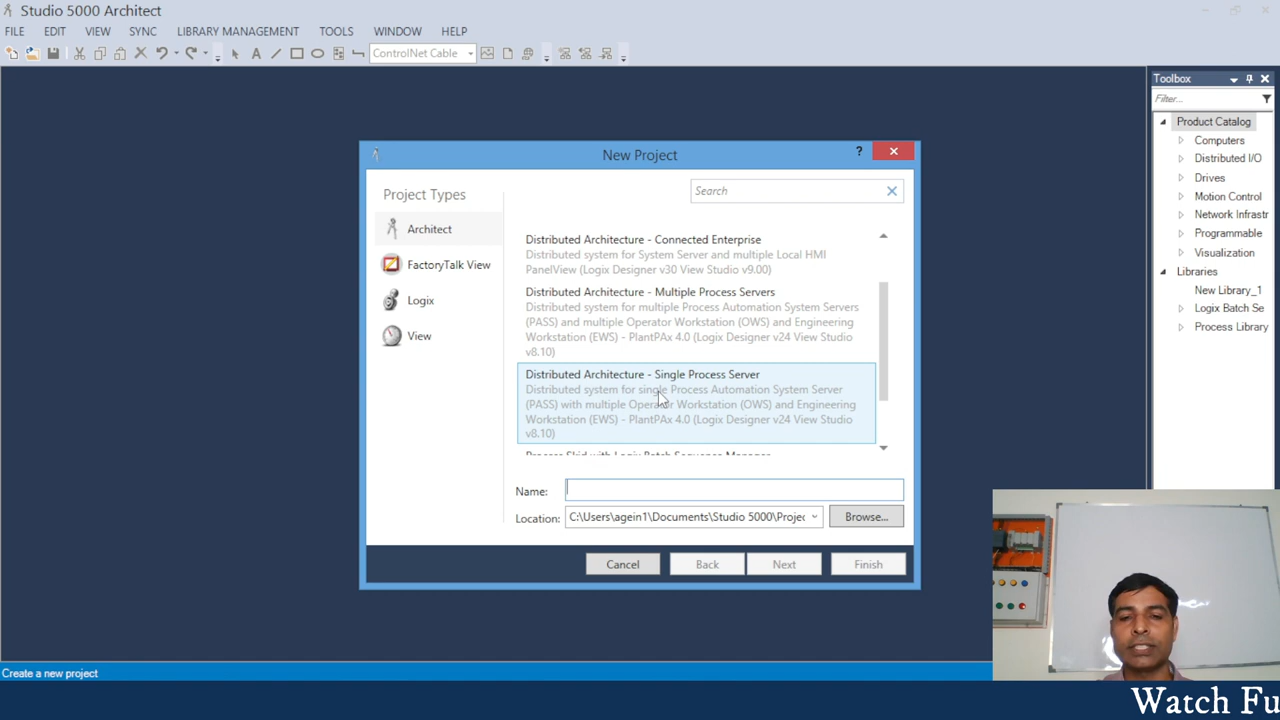 Studio 5000 Architect
FILE EDIT VIEW SYNC LIBRARY MANAGEMENT TOOLS WINDOW HELP
ControlNet Cable
Toolbox
Filter...
Product Catalog
Computers
Distributed I/O
Drives
Motion Control
Network Infrastr
Programmable
Visualization
Libraries
New Library_1
Logix Batch Se
Process Library
New Project
?
Project Types
Architect
FactoryTalk View
Logix
View
Search
Distributed Architecture - Connected Enterprise
Distributed system for System Server and multiple Local HMI
PanelView (Logix Designer v30 View Studio v9.00)
Distributed Architecture - Multiple Process Servers
Distributed system for multiple Process Automation System Servers
(PASS) and multiple Operator Workstation (OWS) and Engineering
Workstation (EWS) - PlantPAx 4.0 (Logix Designer v24 View Studio
v8.10)
Distributed Architecture - Single Process Server
Distributed system for single Process Automation System Server
(PASS) with multiple Operator Workstation (OWS) and Engineering
Workstation (EWS) - PlantPAx 4.0 (Logix Designer v24 View Studio
v8.10)
Process Skid with Logix Batch Sequence Manager
Name:
Location: C:\Users\agein1\Documents\Studio 5000\Projec Browse...
Cancel Back Next Finish
Create a new project
Watch Fu